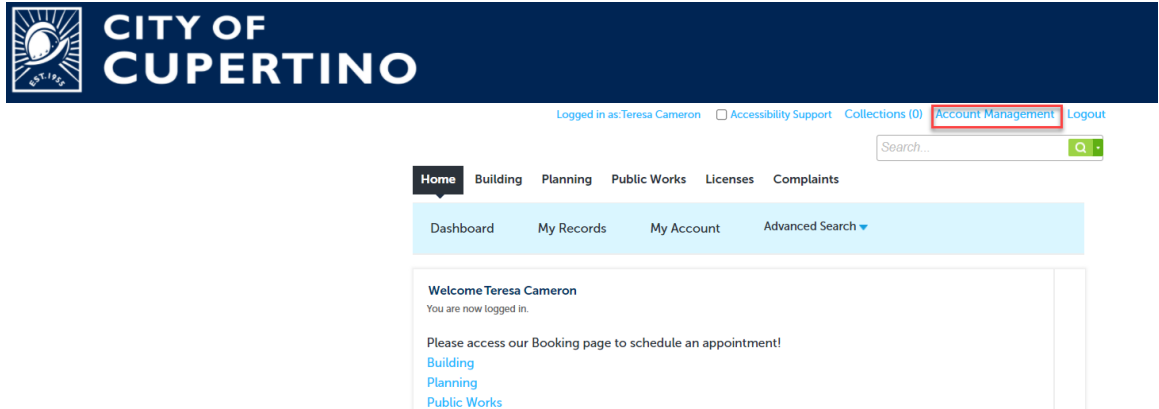 CITY OF
CUPERTINO
EST. 1955
Logged in as:Teresa Cameron Accessibility Support Collections (0) Account Management Logout
Search...
Home Building Planning Public Works Licenses Complaints
Dashboard My Records My Account Advanced Search
Welcome Teresa Cameron
You are now logged in.
Please access our Booking page to schedule an appointment!
Building
Planning
Public Works